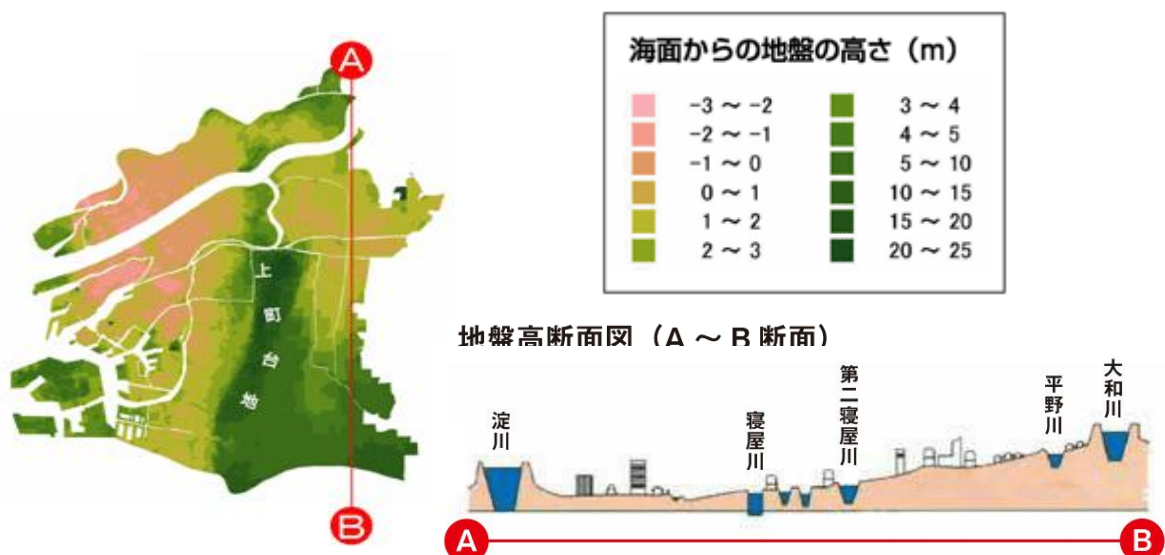 A
上町台地
B
海面からの地盤の高さ（m）
-3 ～ -2
-2 ～ -1
-1 ～ 0
0 ～ 1
1 ～ 2
2 ～ 3
3 ～ 4
4 ～ 5
5 ～ 10
10 ～ 15
15 ～ 20
20 ～ 25
地盤高断面図（A ～ B 断面）
淀川
寝屋川
第二寝屋川
平野川
大和川
A
B